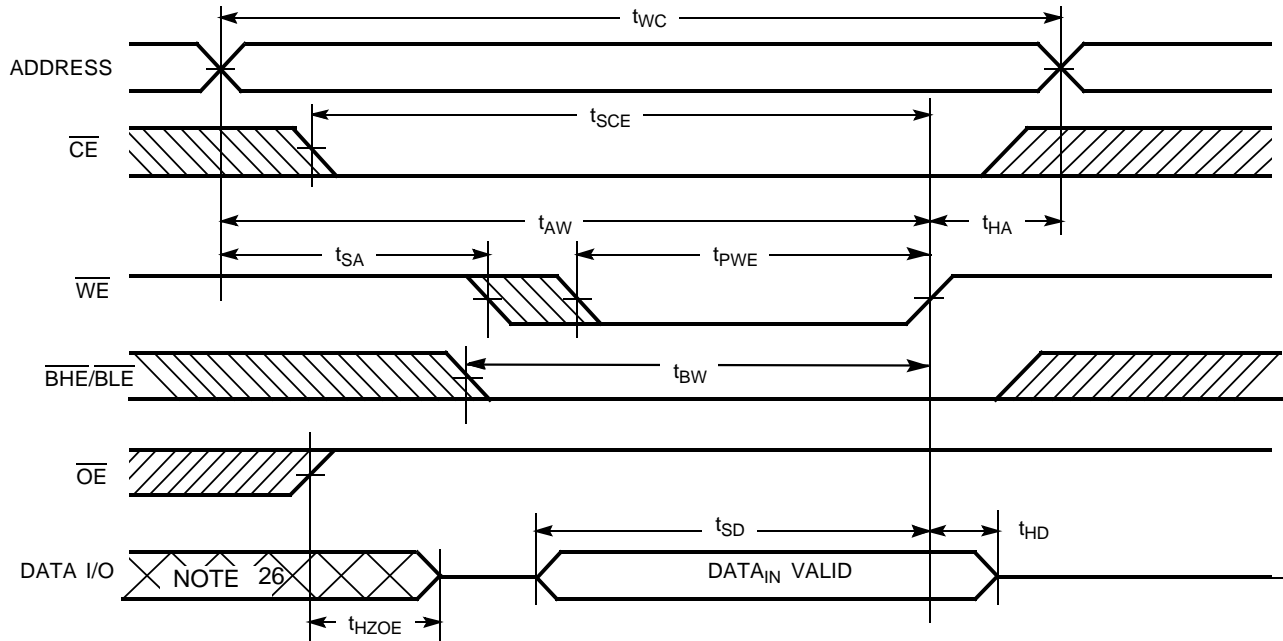 tWC
ADDRESS
tSCE
CE
tAW
tHA
tSA
tPWE
WE
BHE/BLE
tBW
OE
tSD
tHD
DATA I/O
NOTE 26
DATAIN VALID
tHZOE